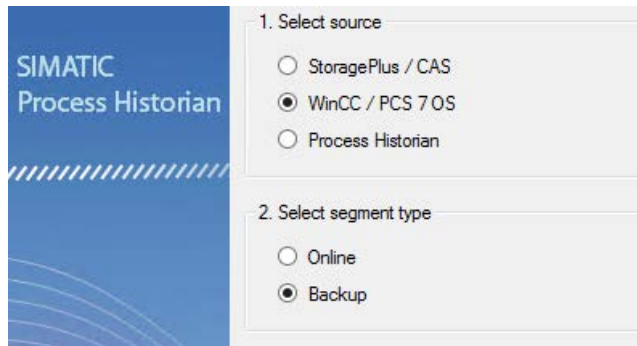 SIMATIC
Process Historian
1. Select source
StoragePlus / CAS
WinCC / PCS 7 OS
Process Historian
2. Select segment type
Online
Backup